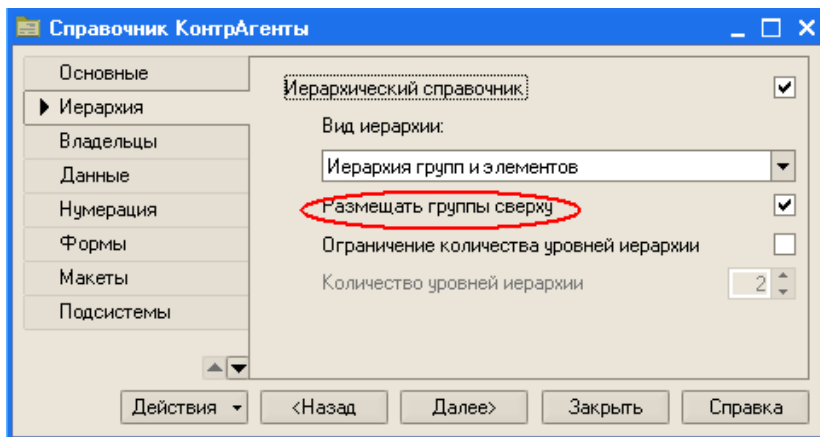 Справочник КонтрАгенты
Основные
Иерархия
Владельцы
Данные
Нумерация
Формы
Макеты
Подсистемы
Иерархический справочник
Вид иерархии:
Иерархия групп и элементов
Размещать группы сверху
Ограничение количества уровней иерархии
Количество уровней иерархии 2
Действия <Назад Далее> Закрыть Справка